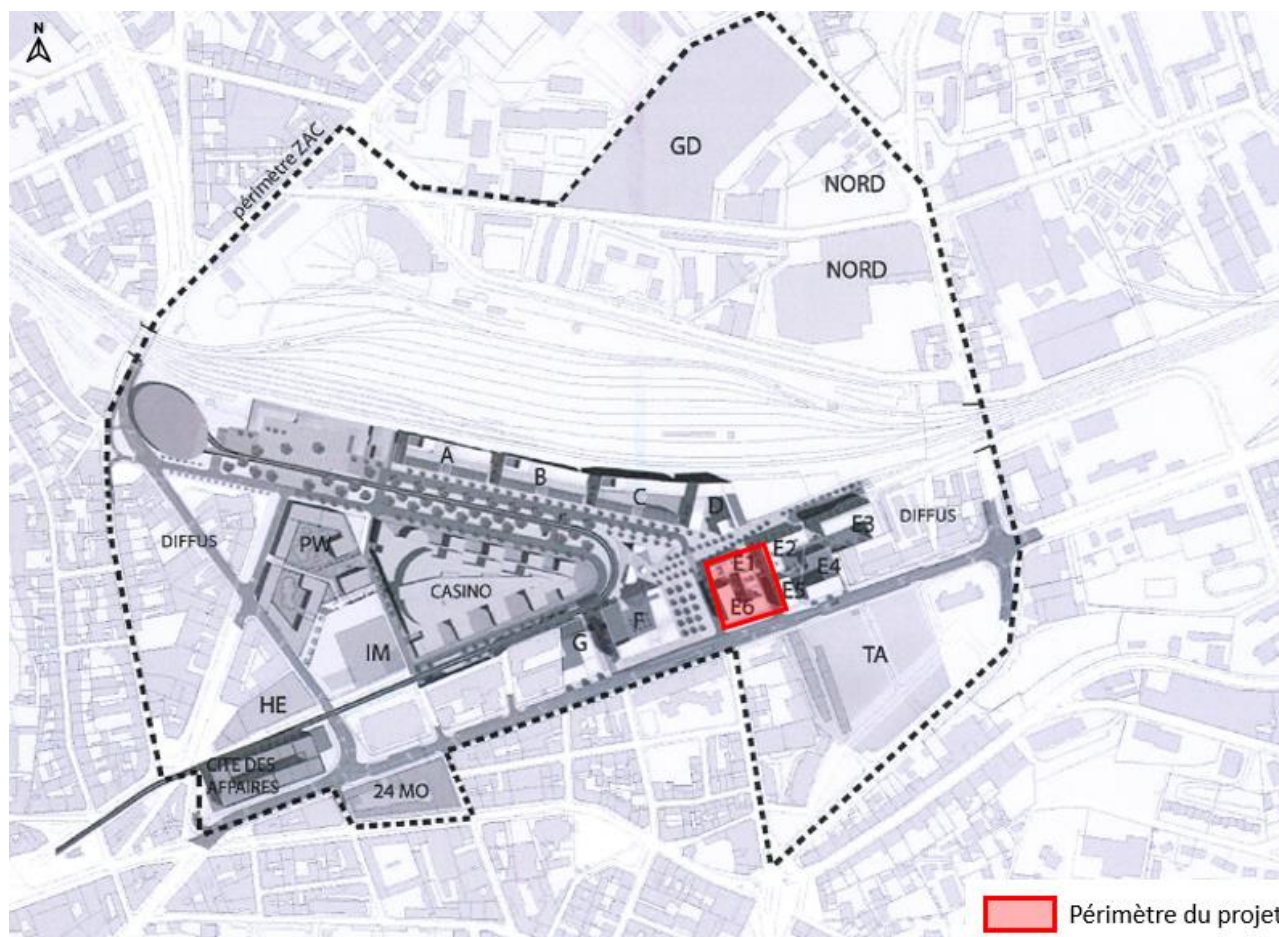 N
périmètre ZAC
GD
NORD
NORD
A
B
C
D
E3
DIFFUS
DIFFUS
PW
E2
E1
E4
CASINO
E5
E6
F
G
IM
TA
HE
CITE DES
AFFAIRES
24 MO
Périmètre du projet